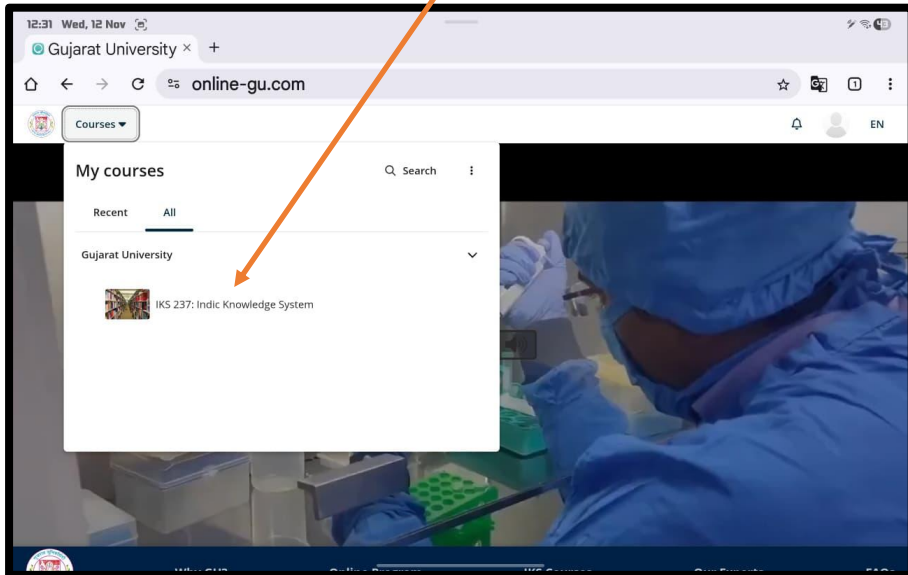 12:31 Wed, 12 Nov
Gujarat University × +
online-gu.com
1
Courses
EN
My courses
Search
Recent All
Gujarat University
IKS 237: Indic Knowledge System